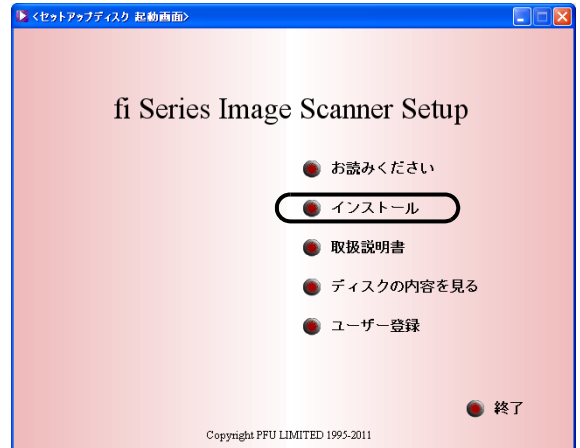 <セットアップディスク 起動画面>
fi Series Image Scanner Setup
お読みください
インストール
取扱説明書
ディスクの内容を見る
ユーザー登録
終了
Copyright PFU LIMITED 1995-2011